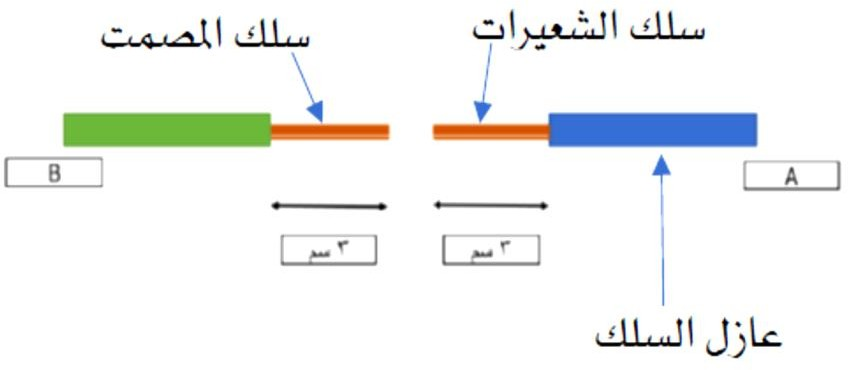 سلك الشعيرات
سلك المصمت
A
B
٣ سم
٣ سم
عازل السلك